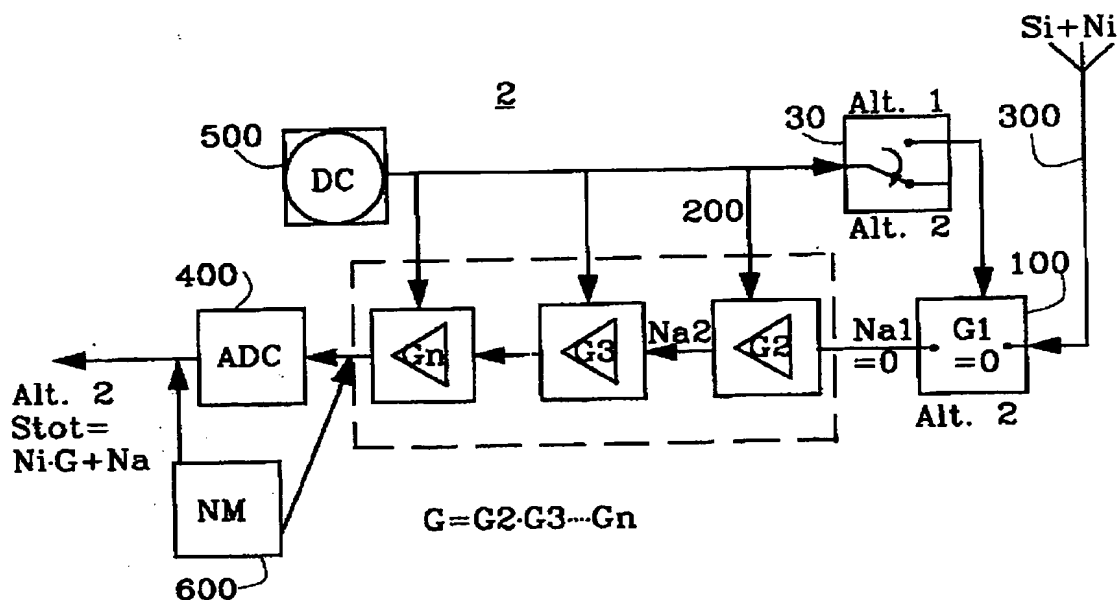 Si+Ni
2
Alt. 1
30
300
500
DC
200
Alt. 2
400
100
ADC
Gn
G3
Na2
G2
Na1
=0
G1
=0
Alt. 2
Alt. 2
Stot=
Ni·G+Na
NM
G=G2·G3····Gn
600